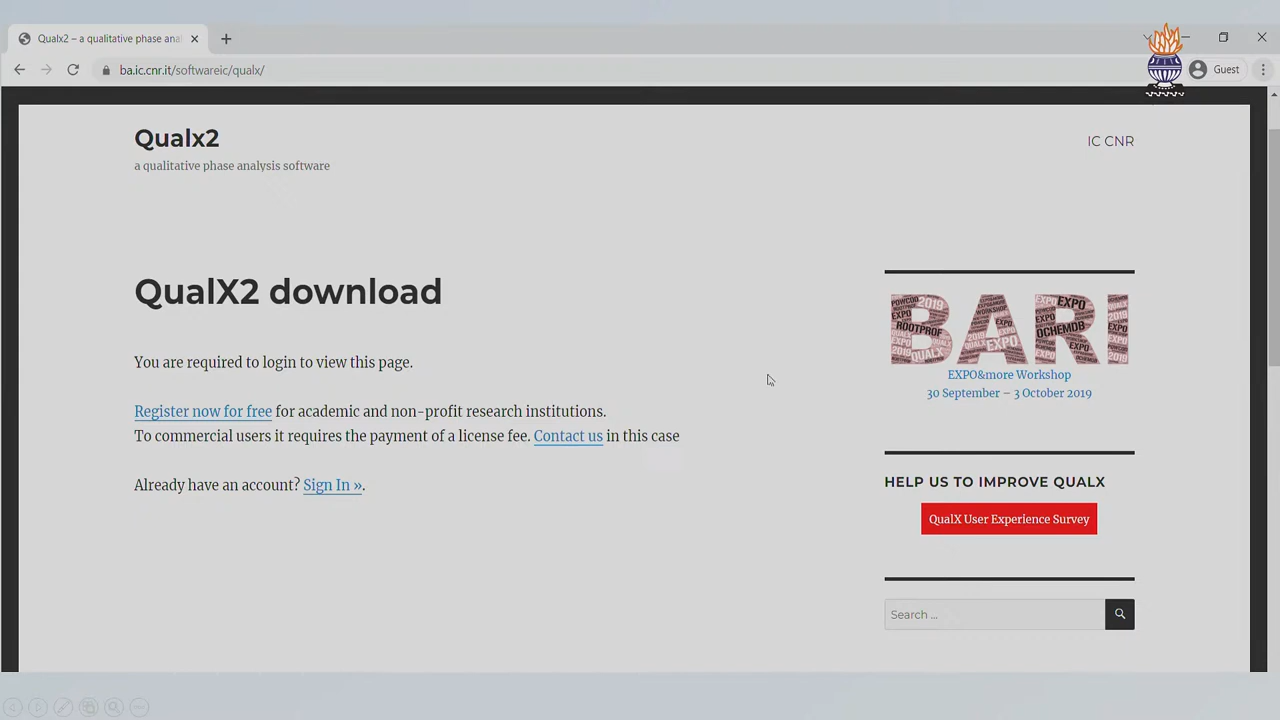 Qualx2 – a qualitative phase anal
ba.ic.cnr.it/softwareic/qualx/
Guest
Qualx2
a qualitative phase analysis software
IC CNR
QualX2 download
You are required to login to view this page.
Register now for free for academic and non-profit research institutions.
To commercial users it requires the payment of a license fee. Contact us in this case
Already have an account? Sign In ».
BARI
EXPO&more Workshop
30 September – 3 October 2019
HELP US TO IMPROVE QUALX
QualX User Experience Survey
Search ...